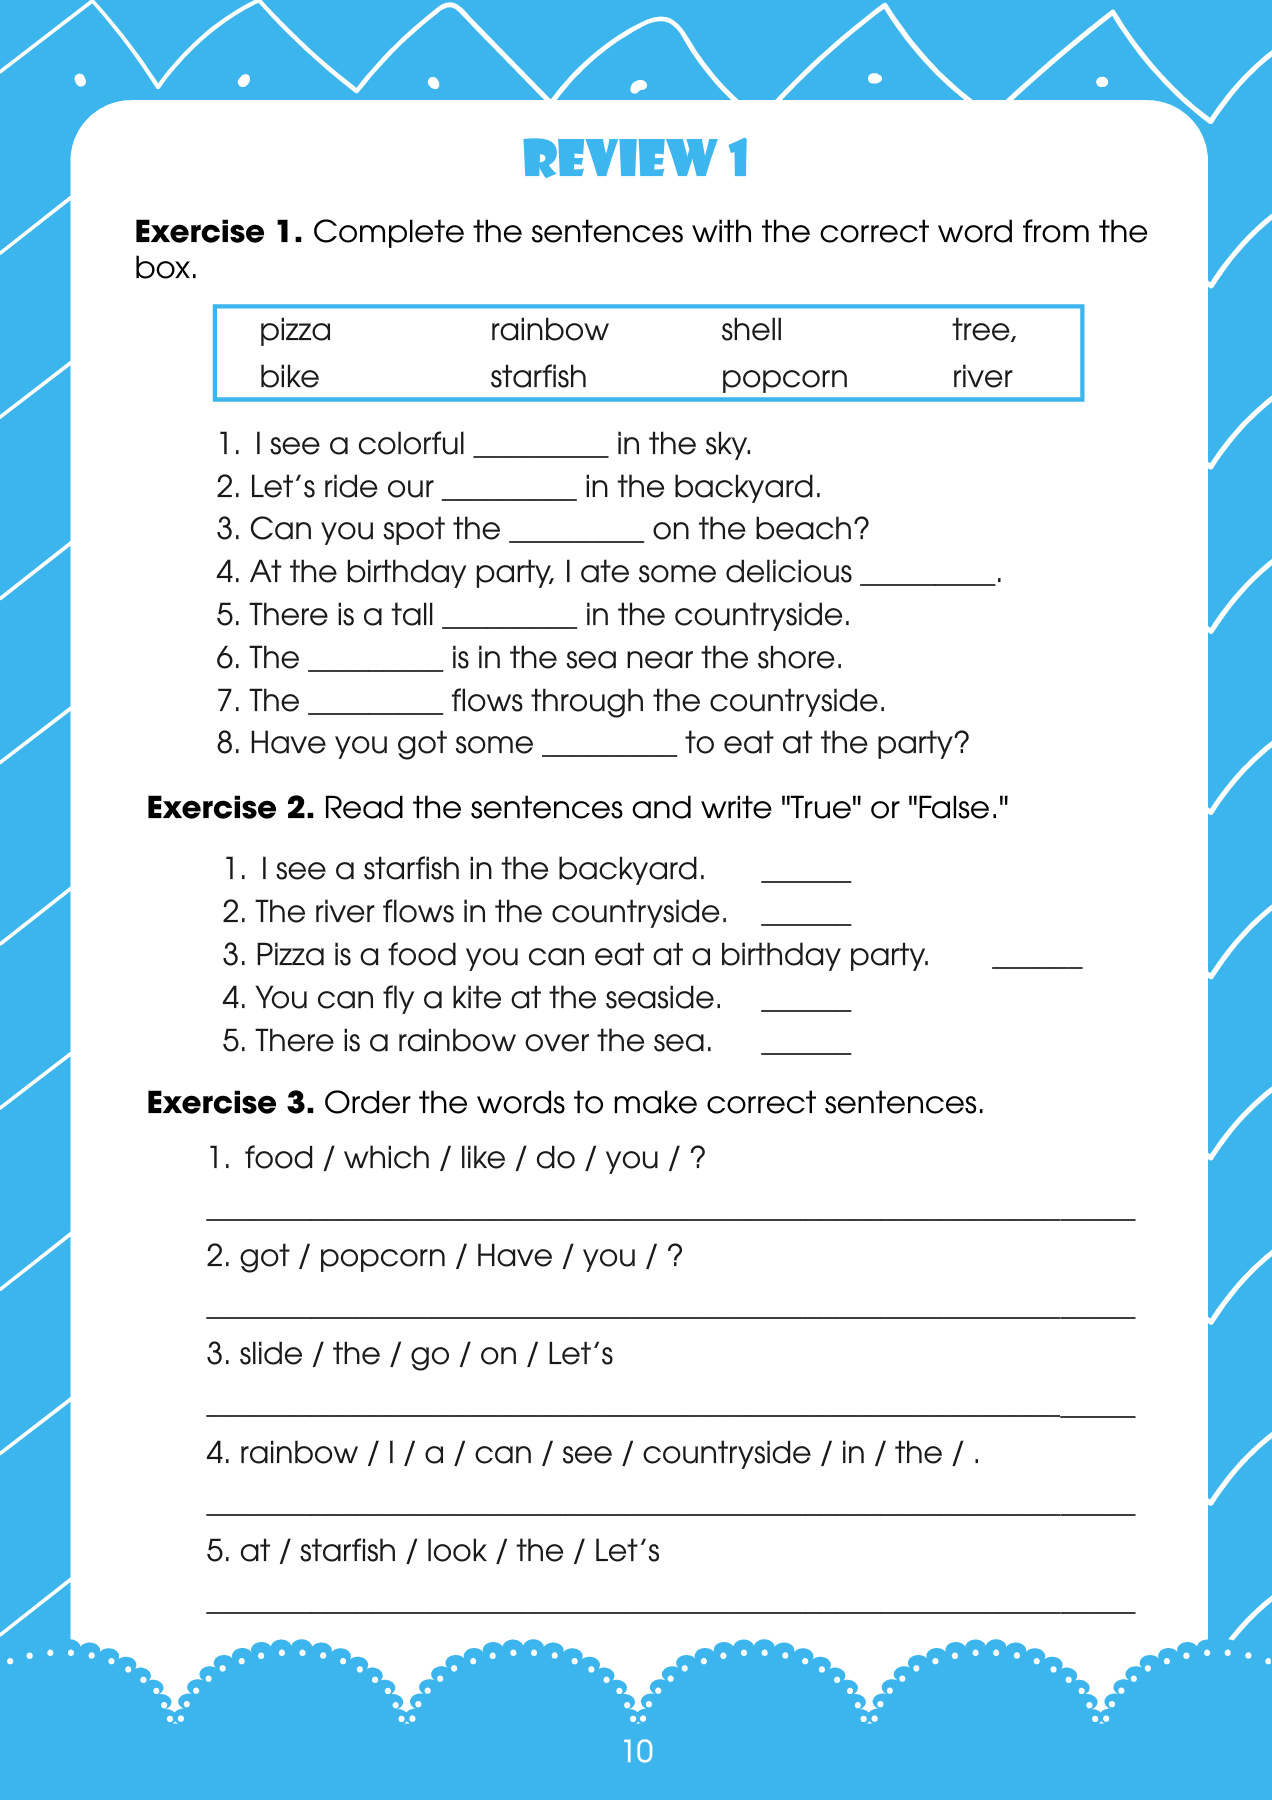 REVIEW 1
Exercise 1. Complete the sentences with the correct word from the
box.
pizza rainbow shell tree,
bike starfish popcorn river
1. I see a colorful _________ in the sky.
2. Let's ride our _________ in the backyard.
3. Can you spot the _________ on the beach?
4. At the birthday party, I ate some delicious _________.
5. There is a tall _________ in the countryside.
6. The _________ is in the sea near the shore.
7. The _________ flows through the countryside.
8. Have you got some _________ to eat at the party?
Exercise 2. Read the sentences and write "True" or "False."
1. I see a starfish in the backyard. ______
2. The river flows in the countryside. ______
3. Pizza is a food you can eat at a birthday party. ______
4. You can fly a kite at the seaside. ______
5. There is a rainbow over the sea. ______
Exercise 3. Order the words to make correct sentences.
1. food / which / like / do / you / ?
2. got / popcorn / Have / you / ?
3. slide / the / go / on / Let's
4. rainbow / I / a / can / see / countryside / in / the / .
5. at / starfish / look / the / Let's
10